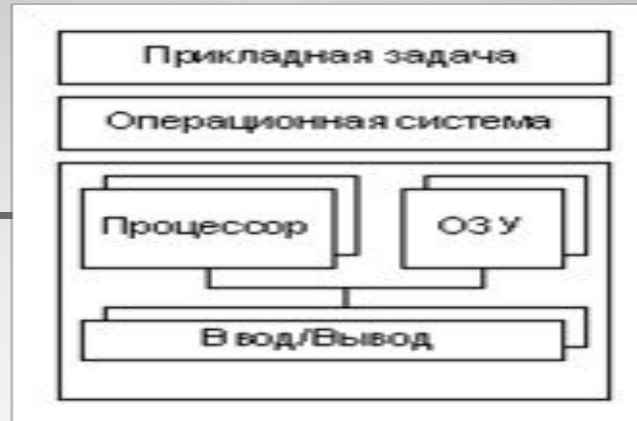 Прикладная задача
Операционная система
Процессор
ОЗУ
Ввод/Вывод